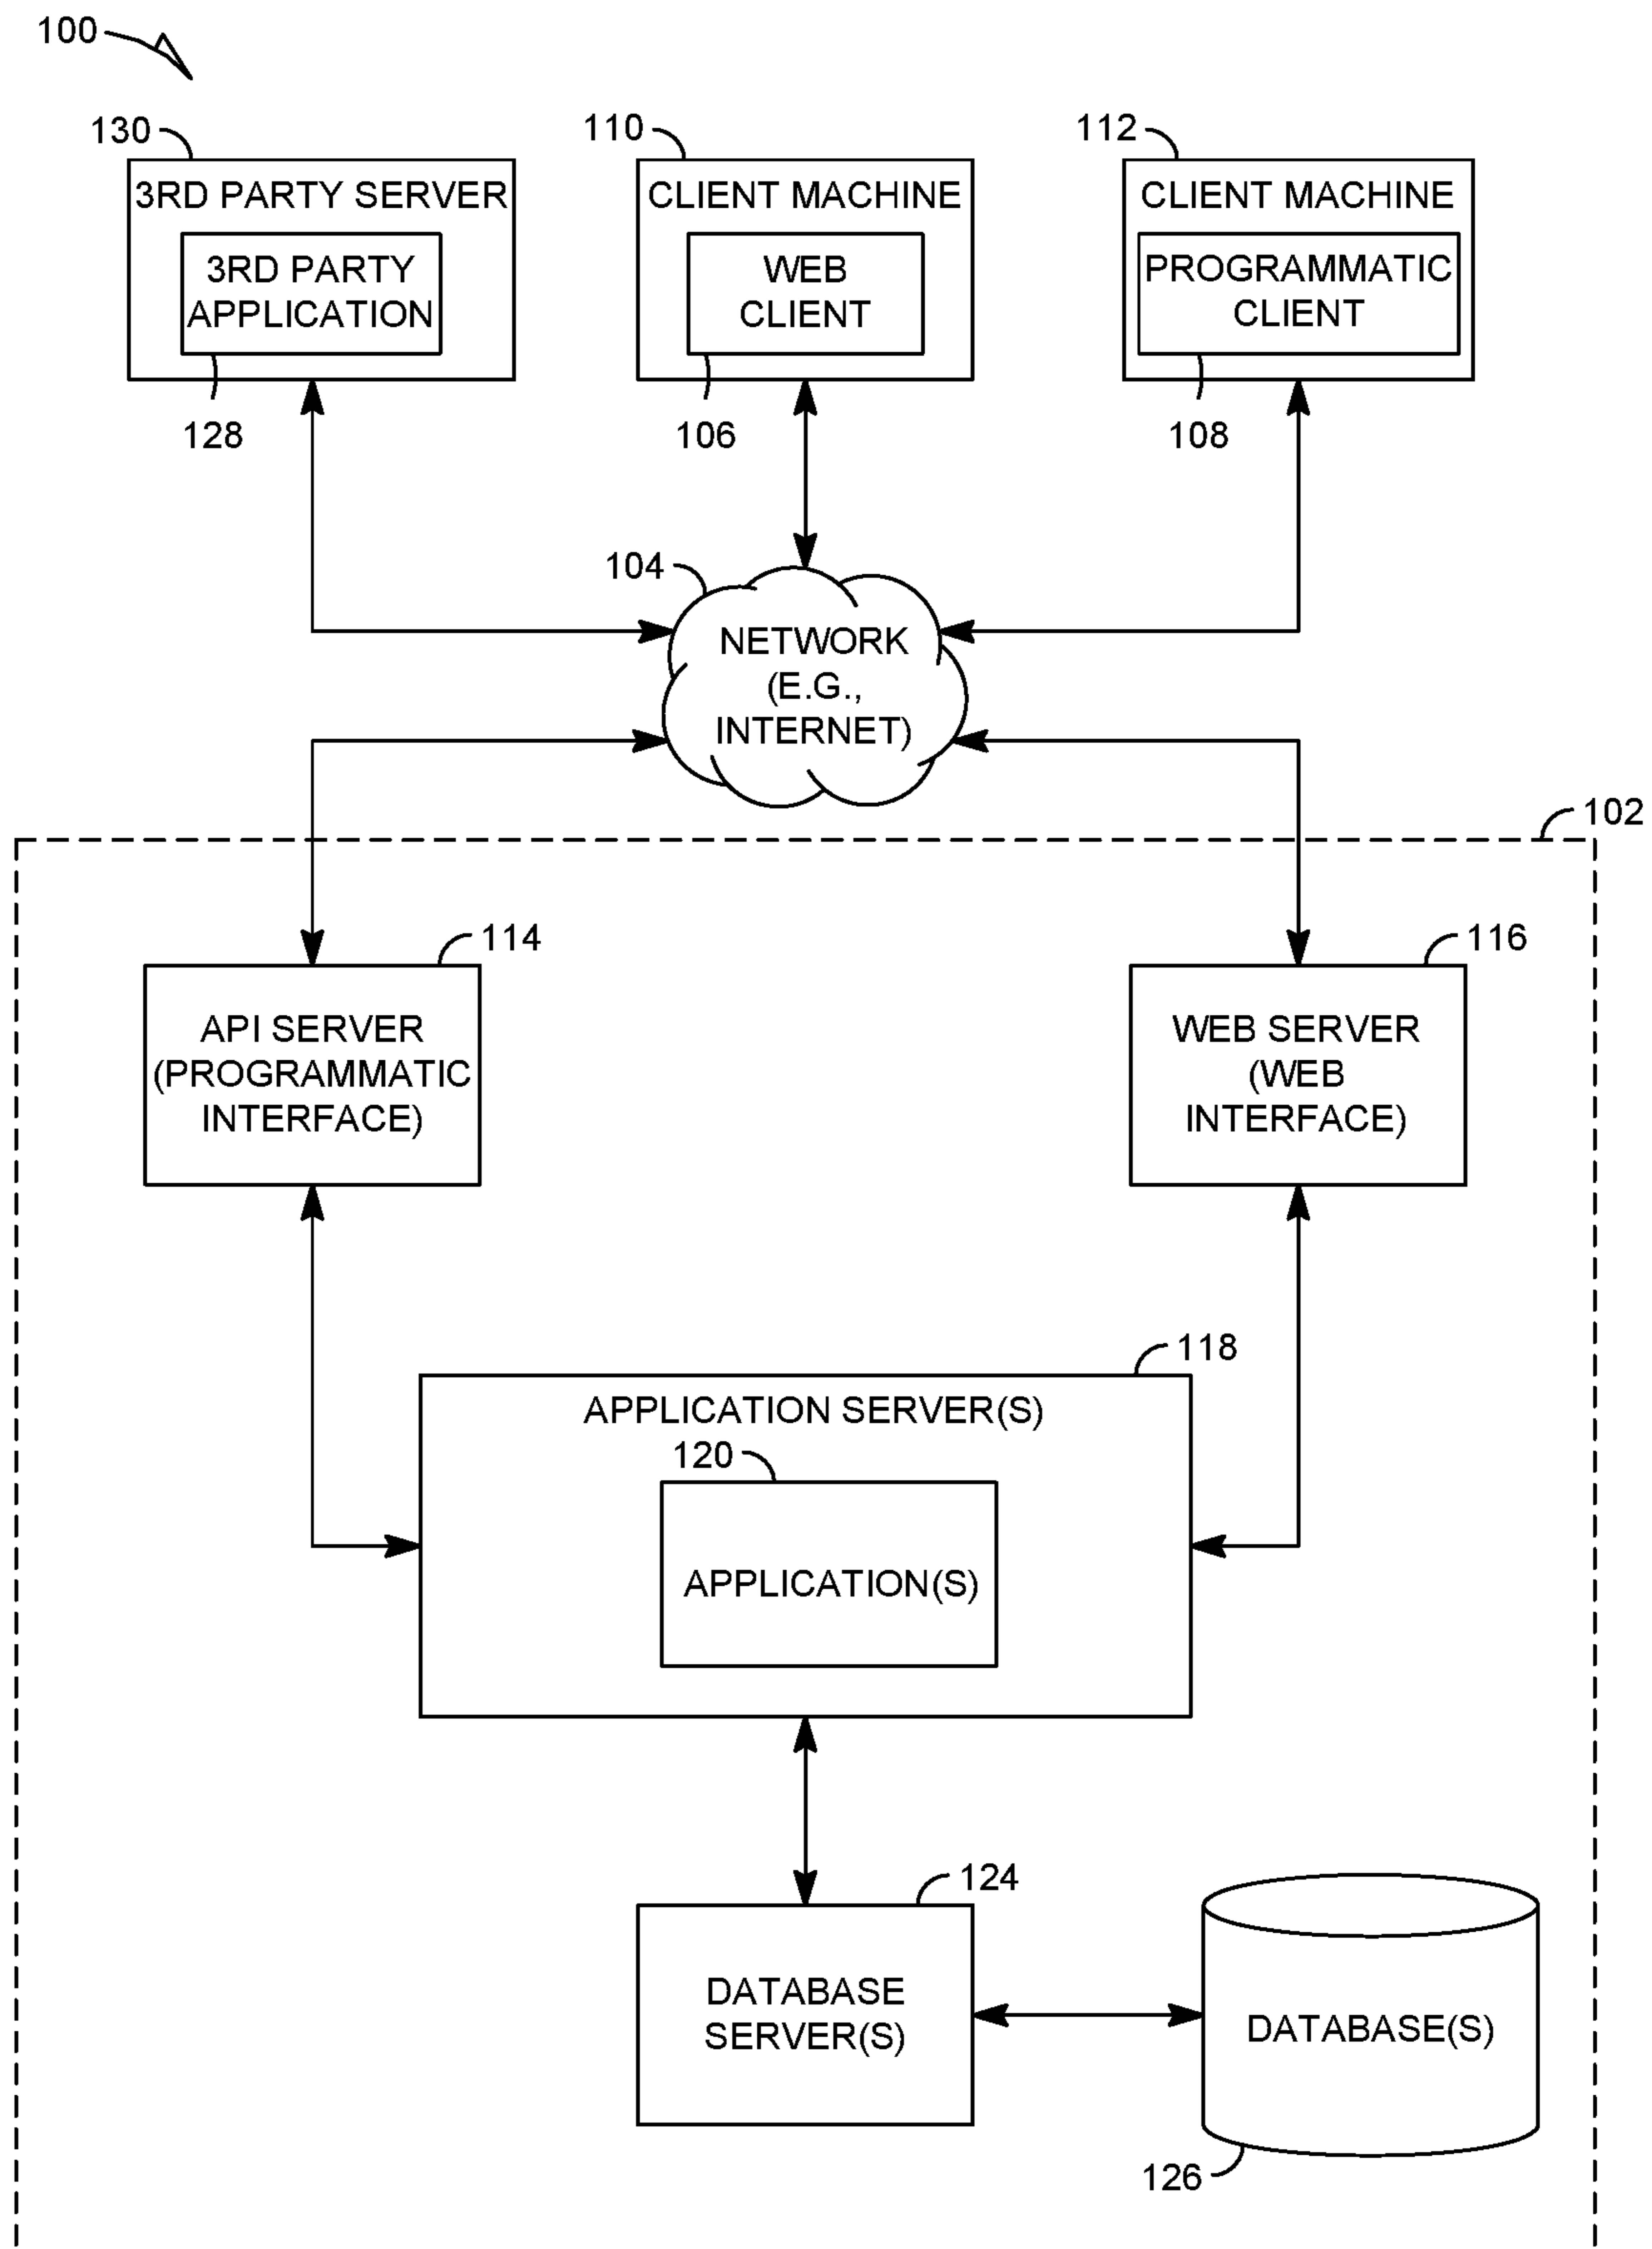 100
130
110
112
3RD PARTY SERVER
3RD PARTY
APPLICATION
CLIENT MACHINE
WEB
CLIENT
CLIENT MACHINE
PROGRAMMATIC
CLIENT
128
106
108
104
NETWORK
(E.G.,
INTERNET)
102
114
116
API SERVER
(PROGRAMMATIC
INTERFACE)
WEB SERVER
(WEB
INTERFACE)
118
APPLICATION SERVER(S)
120
APPLICATION(S)
124
DATABASE
SERVER(S)
DATABASE(S)
126